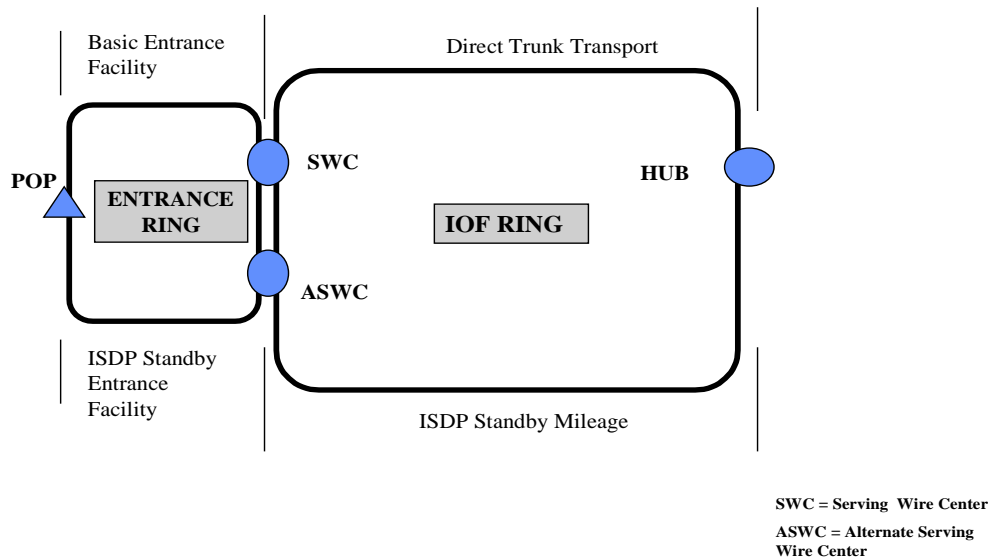 Basic Entrance
Facility
Direct Trunk Transport
POP
SWC
HUB
ENTRANCE
RING
IOF RING
ASWC
ISDP Standby
Entrance
Facility
ISDP Standby Mileage
SWC = Serving Wire Center
ASWC = Alternate Serving
Wire Center